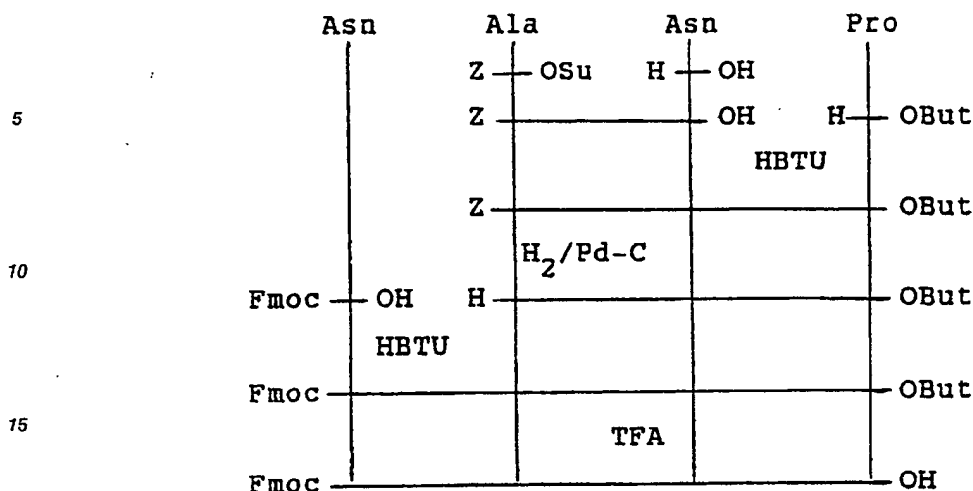 Asn Ala Asn Pro
Z OSu H OH
5 Z OH H OBut
HBTU
Z OBut
10 H2/Pd-C
Fmoc OH H OBut
HBTU
Fmoc OBut
15 TFA
Fmoc OH